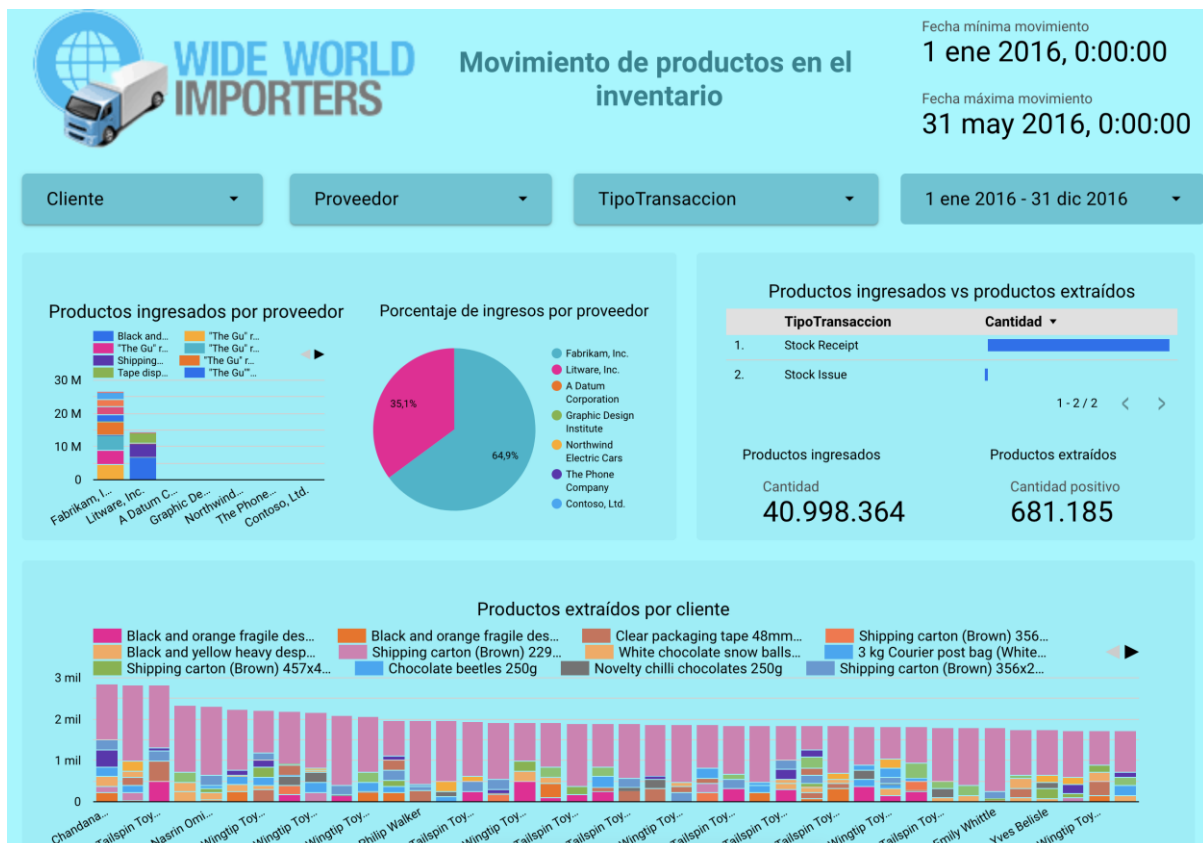 WIDE WORLD
IMPORTERS
Movimiento de productos en el
inventario
Fecha mínima movimiento
1 ene 2016, 0:00:00
Fecha máxima movimiento
31 may 2016, 0:00:00
Cliente
Proveedor
TipoTransaccion
1 ene 2016 - 31 dic 2016
Productos ingresados por proveedor
Black and...
"The Gu" r...
"The Gu" r...
"The Gu" r...
Shipping...
"The Gu" r...
Tape disp...
"The Gu"...
30 M
20 M
10 M
0
Fabrikam, I...
Litware, Inc.
A Datum C...
Graphic De...
Northwind...
The Phone...
Contoso, Ltd.
Porcentaje de ingresos por proveedor
35,1%
64,9%
Fabrikam, Inc.
Litware, Inc.
A Datum
Corporation
Graphic Design
Institute
Northwind
Electric Cars
The Phone
Company
Contoso, Ltd.
Productos ingresados vs productos extraídos
TipoTransaccion Cantidad
1. Stock Receipt
2. Stock Issue
1 - 2 / 2
Productos ingresados
Cantidad
40.998.364
Productos extraídos
Cantidad positivo
681.185
Productos extraídos por cliente
Black and orange fragile des...
Black and orange fragile des...
Clear packaging tape 48mm...
Shipping carton (Brown) 356...
Black and yellow heavy desp...
Shipping carton (Brown) 229...
White chocolate snow balls...
3 kg Courier post bag (White...
Shipping carton (Brown) 457x4...
Chocolate beetles 250g
Novelty chilli chocolates 250g
Shipping carton (Brown) 356x2...
3 mil
2 mil
1 mil
0
Chandana...
Tailspin Toy...
Nasrin Omi...
Wingtip Toy...
Wingtip Toy...
Wingtip Toy...
Philip Walker
Tailspin Toy...
Wingtip Toy...
Tailspin Toy...
Tailspin Toy...
Wingtip Toy...
Tailspin Toy...
Tailspin Toy...
Tailspin Toy...
Wingtip Toy...
Tailspin Toy...
Emily Whittle
Yves Belisle
Wingtip Toy...